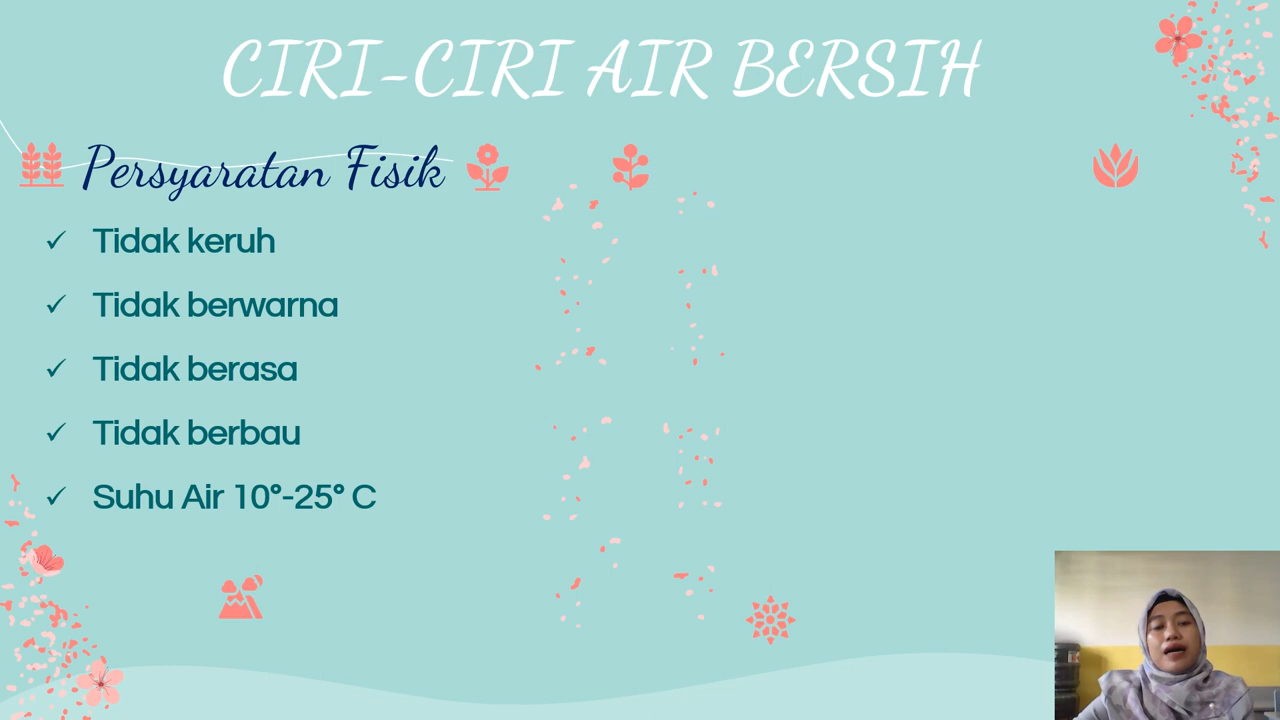 CIRI-CIRI AIR BERSIH
Persyaratan Fisik
✓ Tidak keruh
✓ Tidak berwarna
✓ Tidak berasa
✓ Tidak berbau
✓ Suhu Air 10°-25° C